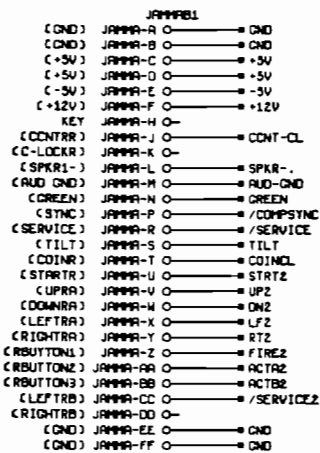 JAMMAB1
(GND) JAMMA-A GND
(GND) JAMMA-B GND
(+5V) JAMMA-C +5V
(+5V) JAMMA-D +5V
(-5V) JAMMA-E -5V
(+12V) JAMMA-F +12V
KEY JAMMA-H
(CCNTRR) JAMMA-J CCNT-CL
(C-LOCKR) JAMMA-K
(SPKR1-) JAMMA-L SPKR-.
(AUD GND) JAMMA-M AUD-GND
(GREEN) JAMMA-N GREEN
(SYNC) JAMMA-P /COMPSYNC
(SERVICE) JAMMA-R /SERVICE
(TILT) JAMMA-S TILT
(COINR) JAMMA-T COINCL
(STARTR) JAMMA-U STRT2
(UPRA) JAMMA-V UP2
(DOWNRA) JAMMA-W DN2
(LEFTRA) JAMMA-X LF2
(RIGHTRA) JAMMA-Y RT2
(RBUTTON1) JAMMA-Z FIRE2
(RBUTTON2) JAMMA-AA ACTA2
(RBUTTON3) JAMMA-BB ACTB2
(LEFTRB) JAMMA-CC /SERVICE2
(RIGHTRB) JAMMA-DD
(GND) JAMMA-EE GND
(GND) JAMMA-FF GND